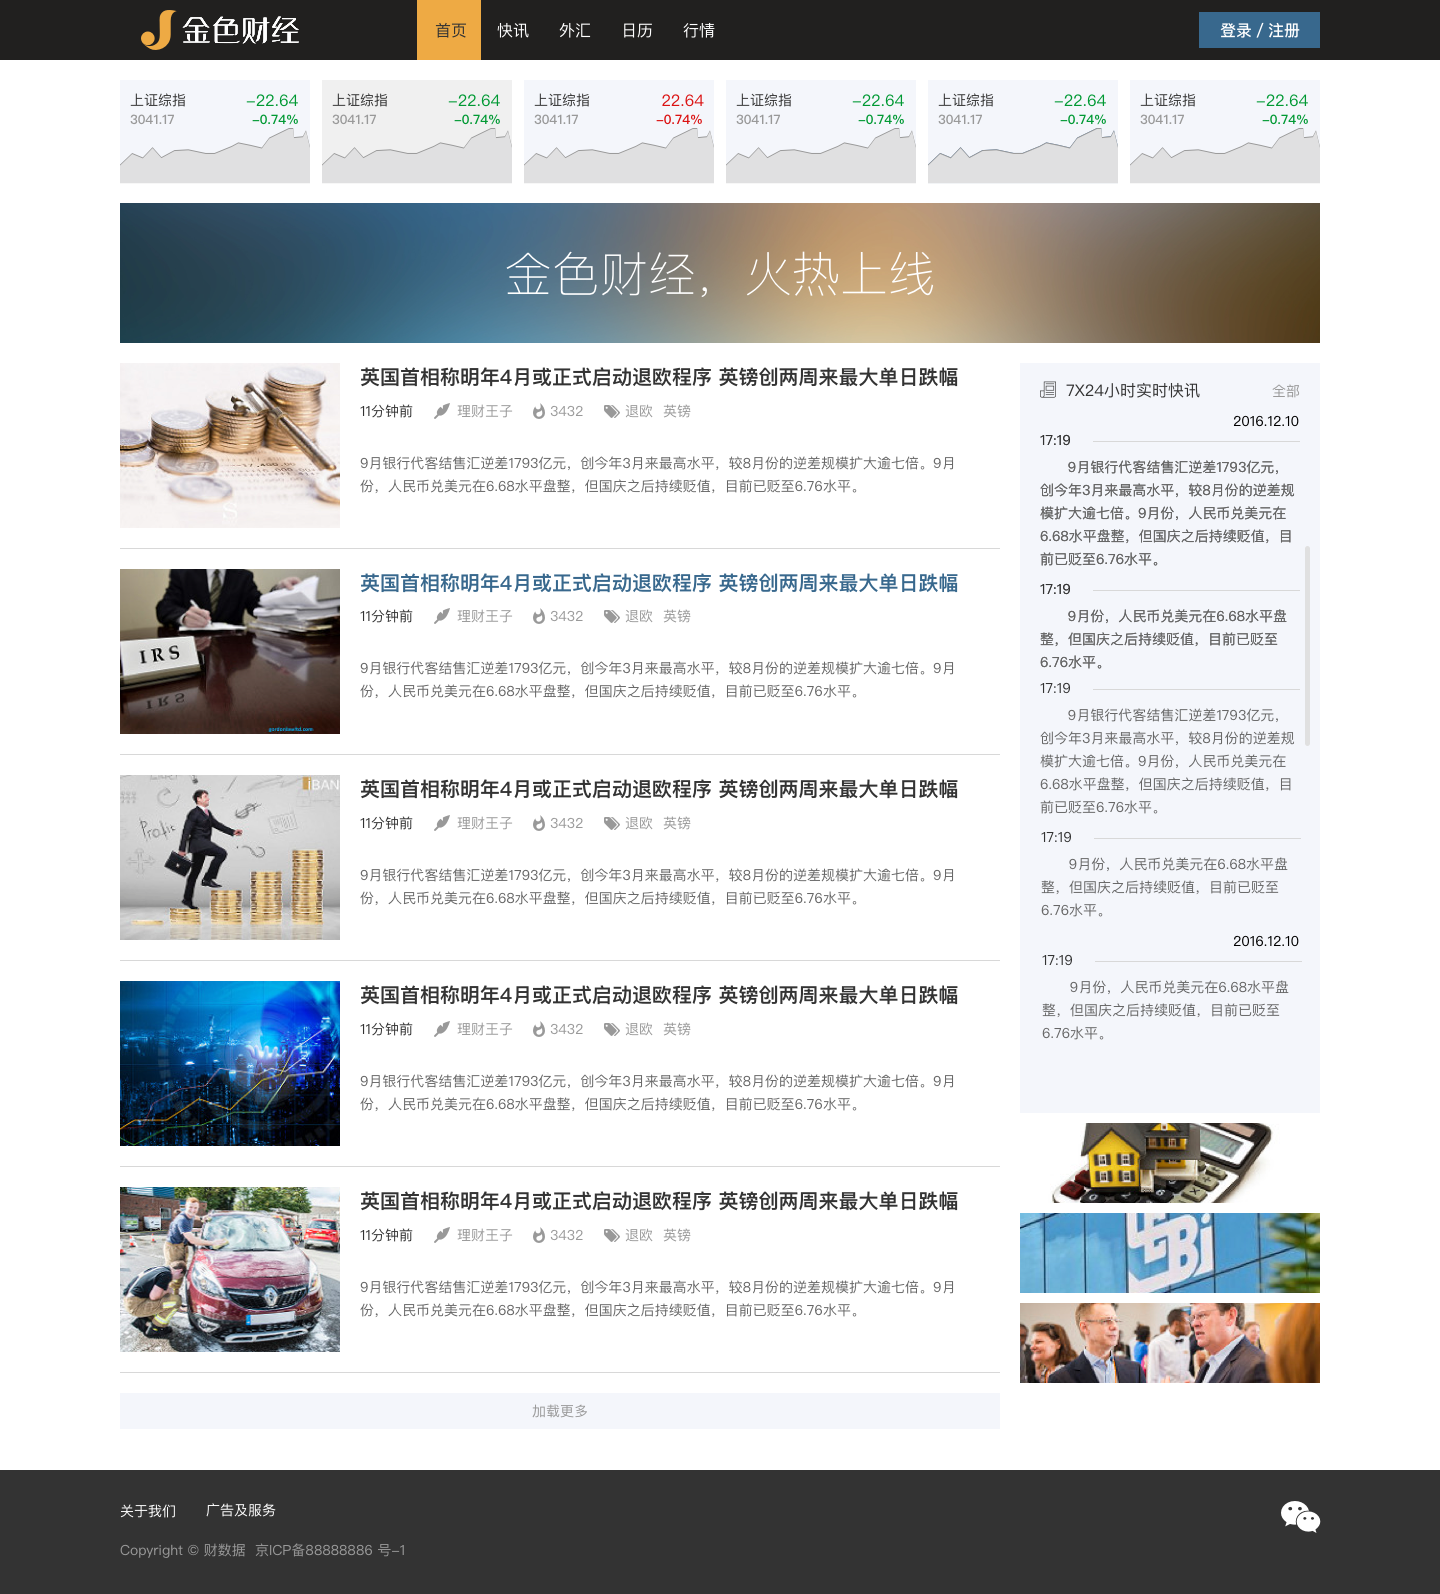 金色财经
首页 快讯 外汇 日历 行情
登录 / 注册
上证综指 -22.64
3041.17 -0.74%
上证综指 -22.64
3041.17 -0.74%
上证综指 22.64
3041.17 -0.74%
上证综指 -22.64
3041.17 -0.74%
上证综指 -22.64
3041.17 -0.74%
上证综指 -22.64
3041.17 -0.74%
金色财经，火热上线
英国首相称明年4月或正式启动退欧程序 英镑创两周来最大单日跌幅
11分钟前 理财王子 3432 退欧 英镑
9月银行代客结售汇逆差1793亿元，创今年3月来最高水平，较8月份的逆差规模扩大逾七倍。9月
份，人民币兑美元在6.68水平盘整，但国庆之后持续贬值，目前已贬至6.76水平。
IRS
英国首相称明年4月或正式启动退欧程序 英镑创两周来最大单日跌幅
11分钟前 理财王子 3432 退欧 英镑
9月银行代客结售汇逆差1793亿元，创今年3月来最高水平，较8月份的逆差规模扩大逾七倍。9月
份，人民币兑美元在6.68水平盘整，但国庆之后持续贬值，目前已贬至6.76水平。
iBAN
Profit
英国首相称明年4月或正式启动退欧程序 英镑创两周来最大单日跌幅
11分钟前 理财王子 3432 退欧 英镑
9月银行代客结售汇逆差1793亿元，创今年3月来最高水平，较8月份的逆差规模扩大逾七倍。9月
份，人民币兑美元在6.68水平盘整，但国庆之后持续贬值，目前已贬至6.76水平。
英国首相称明年4月或正式启动退欧程序 英镑创两周来最大单日跌幅
11分钟前 理财王子 3432 退欧 英镑
9月银行代客结售汇逆差1793亿元，创今年3月来最高水平，较8月份的逆差规模扩大逾七倍。9月
份，人民币兑美元在6.68水平盘整，但国庆之后持续贬值，目前已贬至6.76水平。
英国首相称明年4月或正式启动退欧程序 英镑创两周来最大单日跌幅
11分钟前 理财王子 3432 退欧 英镑
9月银行代客结售汇逆差1793亿元，创今年3月来最高水平，较8月份的逆差规模扩大逾七倍。9月
份，人民币兑美元在6.68水平盘整，但国庆之后持续贬值，目前已贬至6.76水平。
加载更多
7X24小时实时快讯 全部
2016.12.10
17:19
9月银行代客结售汇逆差1793亿元，
创今年3月来最高水平，较8月份的逆差规
模扩大逾七倍。9月份，人民币兑美元在
6.68水平盘整，但国庆之后持续贬值，目
前已贬至6.76水平。
17:19
9月份，人民币兑美元在6.68水平盘
整，但国庆之后持续贬值，目前已贬至
6.76水平。
17:19
9月银行代客结售汇逆差1793亿元，
创今年3月来最高水平，较8月份的逆差规
模扩大逾七倍。9月份，人民币兑美元在
6.68水平盘整，但国庆之后持续贬值，目
前已贬至6.76水平。
17:19
9月份，人民币兑美元在6.68水平盘
整，但国庆之后持续贬值，目前已贬至
6.76水平。
2016.12.10
17:19
9月份，人民币兑美元在6.68水平盘
整，但国庆之后持续贬值，目前已贬至
6.76水平。
关于我们 广告及服务
Copyright © 财数据 京ICP备88888886 号-1